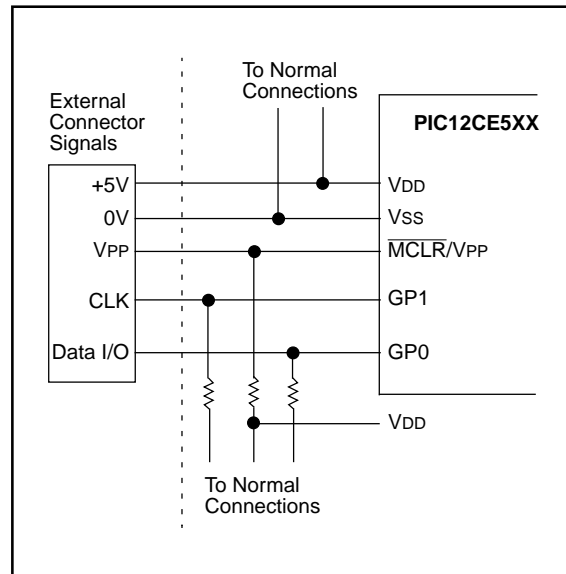 To Normal
Connections
External
Connector
Signals
PIC12CE5XX
+5V
VDD
0V
VSS
VPP
MCLR/VPP
CLK
GP1
Data I/O
GP0
VDD
To Normal
Connections